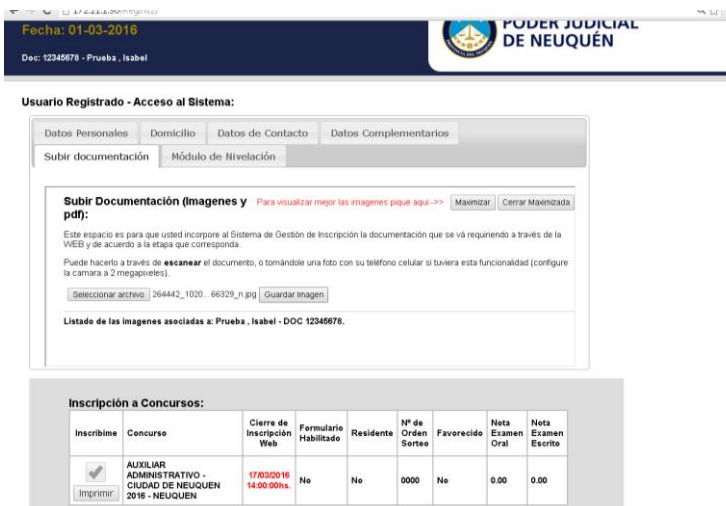 Fecha: 01-03-2016
PODER JUDICIAL
DE NEUQUÉN
Doc: 12345678 - Prueba , Isabel
Usuario Registrado - Acceso al Sistema:
Datos Personales Domicilio Datos de Contacto Datos Complementarios
Subir documentación Módulo de Nivelación
Subir Documentación (Imagenes y pdf): Para visualizar mejor las imagenes pique aqui->> Maximizar Cerrar Maximizada
Este espacio es para que usted incorpore al Sistema de Gestión de Inscripción la documentación que se vá requiriendo a través de la
WEB y de acuerdo a la etapa que corresponda.
Puede hacerlo a través de escanear el documento, o tomándole una foto con su teléfono celular si tuviera esta funcionalidad (configure
la camara a 2 megapixeles).
Seleccionar archivo 264442_1020...66329_n.jpg Guardar Imagen
Listado de las imagenes asociadas a: Prueba , Isabel - DOC 12345678.
Inscripción a Concursos:
Inscribime Concurso Cierre de Inscripción Web Formulario Habilitado Residente Nº de Orden Sorteo Favorecido Nota Examen Oral Nota Examen Escrito
Imprimir AUXILIAR ADMINISTRATIVO - CIUDAD DE NEUQUEN 2016 - NEUQUEN 17/03/2016 14:00:00hs. No No 0000 No 0.00 0.00